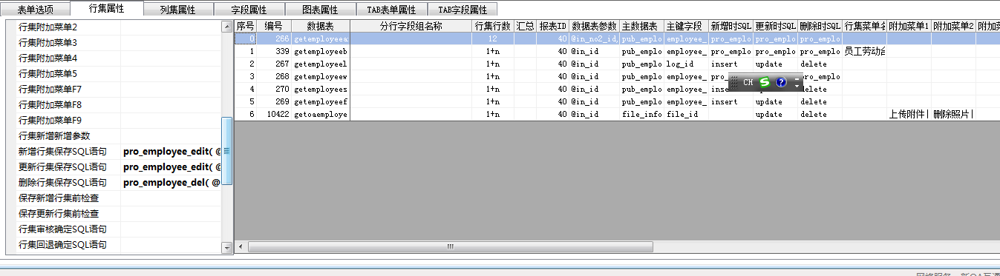 表单选项 行集属性 列集属性 字段属性 图表属性 TAB表单属性 TAB字段属性
行集附加菜单2
行集附加菜单3
行集附加菜单4
行集附加菜单5
行集附加菜单F7
行集附加菜单F8
行集附加菜单F9
行集新增新增参数
新增行集保存SQL语句 pro_employee_edit( @
更新行集保存SQL语句 pro_employee_edit( @
删除行集保存SQL语句 pro_employee_del( @
保存新增行集前检查
保存更新行集前检查
行集审核确定SQL语句
行集回退确定SQL语句
序号 编号 数据表 分行字段组名称 行集行数 汇总 报表ID 数据表参数 主数据表 主键字段 新增时SQL 更新时SQL 删除时SQL 行集菜单名 附加菜单1 附加菜单2 附加菜
0 266 getemployeea 12 40 @in_no2_id, pub_emplo employee_ pro_emplo pro_emplo pro_emplo
1 339 getemployeeb 1+n 40 @in_id pub_emplo employee_ pro_emplo pro_emplo pro_emplo 员工劳动合
2 267 getemployeel 1+n 40 @in_id pub_emplo log_id insert update delete
3 268 getemployeew 1+n 40 @in_id pub_emplo employee_ pro_ pro_emplo
4 270 getemployees 1+n 40 @in_id pub_emplo employee_ delete
5 269 getemployeef 1+n 40 @in_id pub_emplo employee_ insert update delete
6 10422 getoaemploye 1+n 40 @in_id file_info file_id update delete 上传附件| 删除照片|
CH